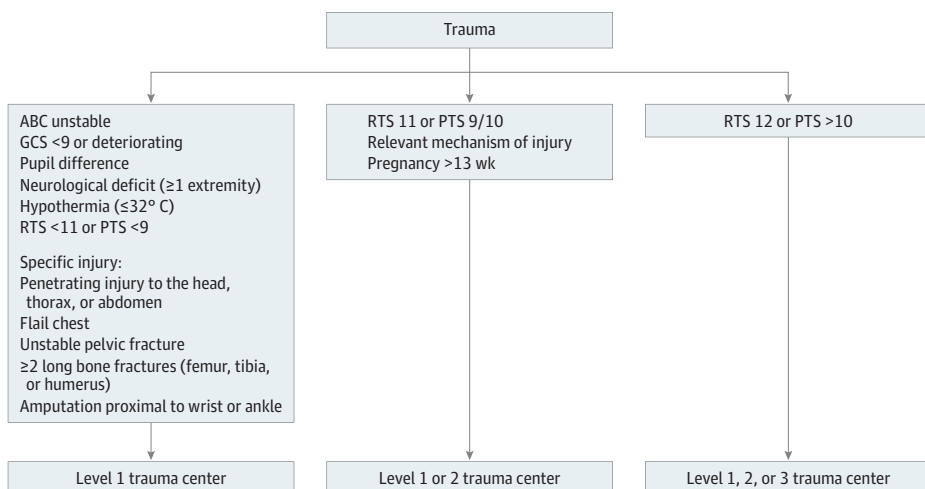 Trauma
ABC unstable
GCS <9 or deteriorating
Pupil difference
Neurological deficit (≥1 extremity)
Hypothermia (≤32° C)
RTS <11 or PTS <9
Specific injury:
Penetrating injury to the head,
thorax, or abdomen
Flail chest
Unstable pelvic fracture
≥2 long bone fractures (femur, tibia,
or humerus)
Amputation proximal to wrist or ankle
RTS 11 or PTS 9/10
Relevant mechanism of injury
Pregnancy >13 wk
RTS 12 or PTS >10
Level 1 trauma center
Level 1 or 2 trauma center
Level 1, 2, or 3 trauma center